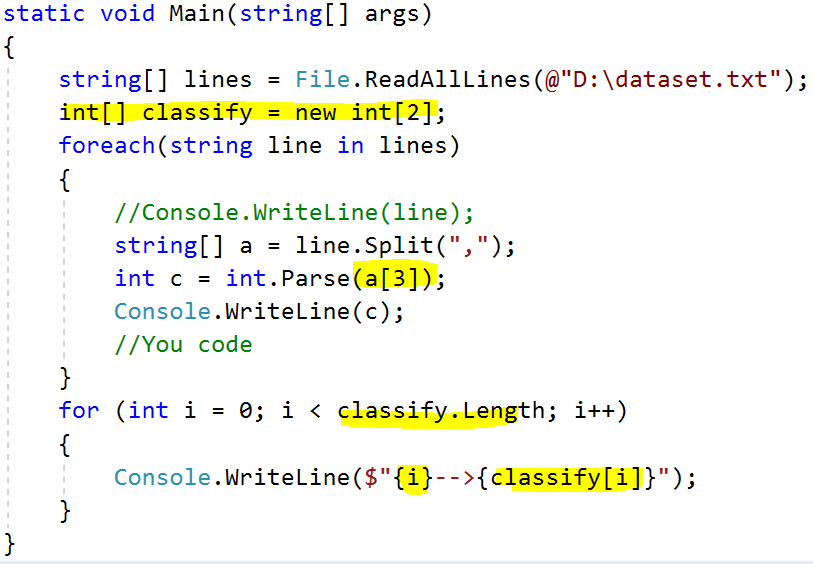 static void Main(string[] args)
{
string[] lines = File.ReadAllLines(@"D:\dataset.txt");
int[] classify = new int[2];
foreach(string line in lines)
{
//Console.WriteLine(line);
string[] a = line.Split(",");
int c = int.Parse(a[3]);
Console.WriteLine(c);
//You code
}
for (int i = 0; i < classify.Length; i++)
{
Console.WriteLine($"{i}-->{classify[i]}");
}
}